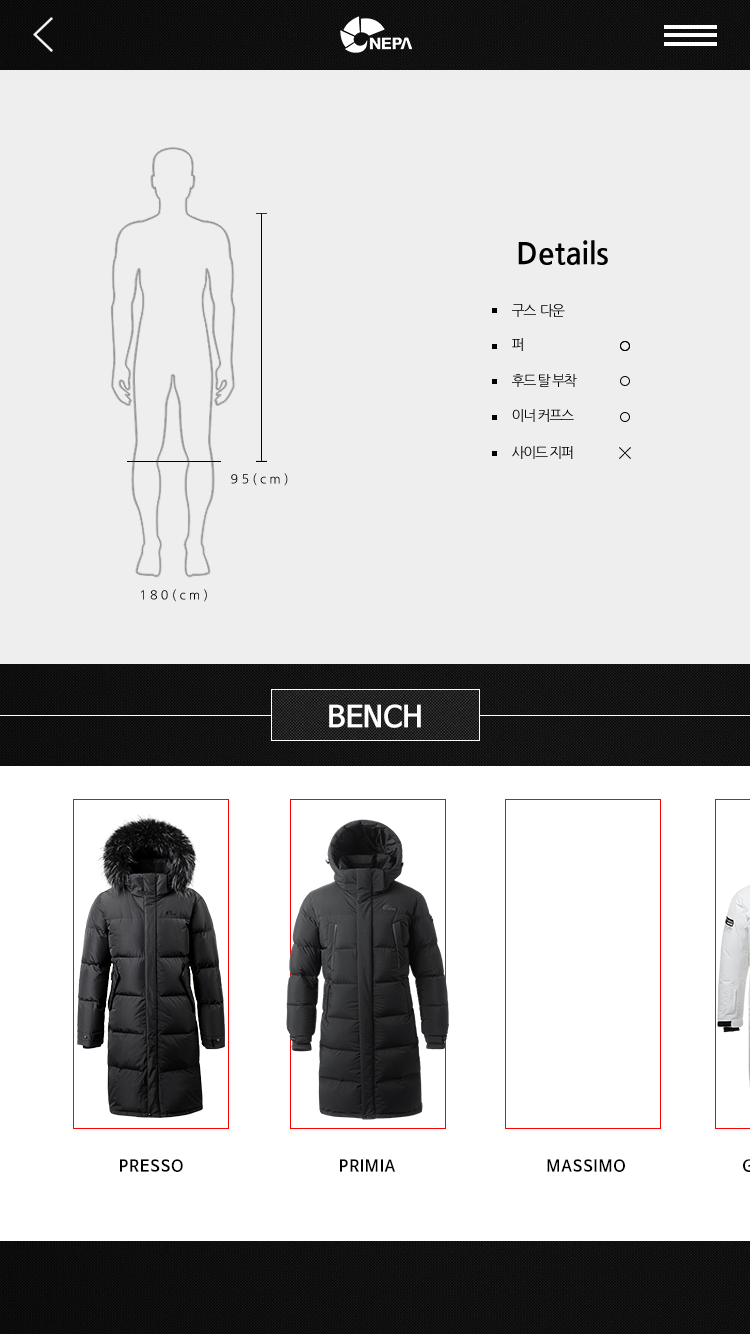 NEPA
Details
구스 다운
퍼 O
후드 탈 부착 O
이너 커프스 O
사이드 지퍼 X
95(cm)
180(cm)
BENCH
PRESSO PRIMIA MASSIMO